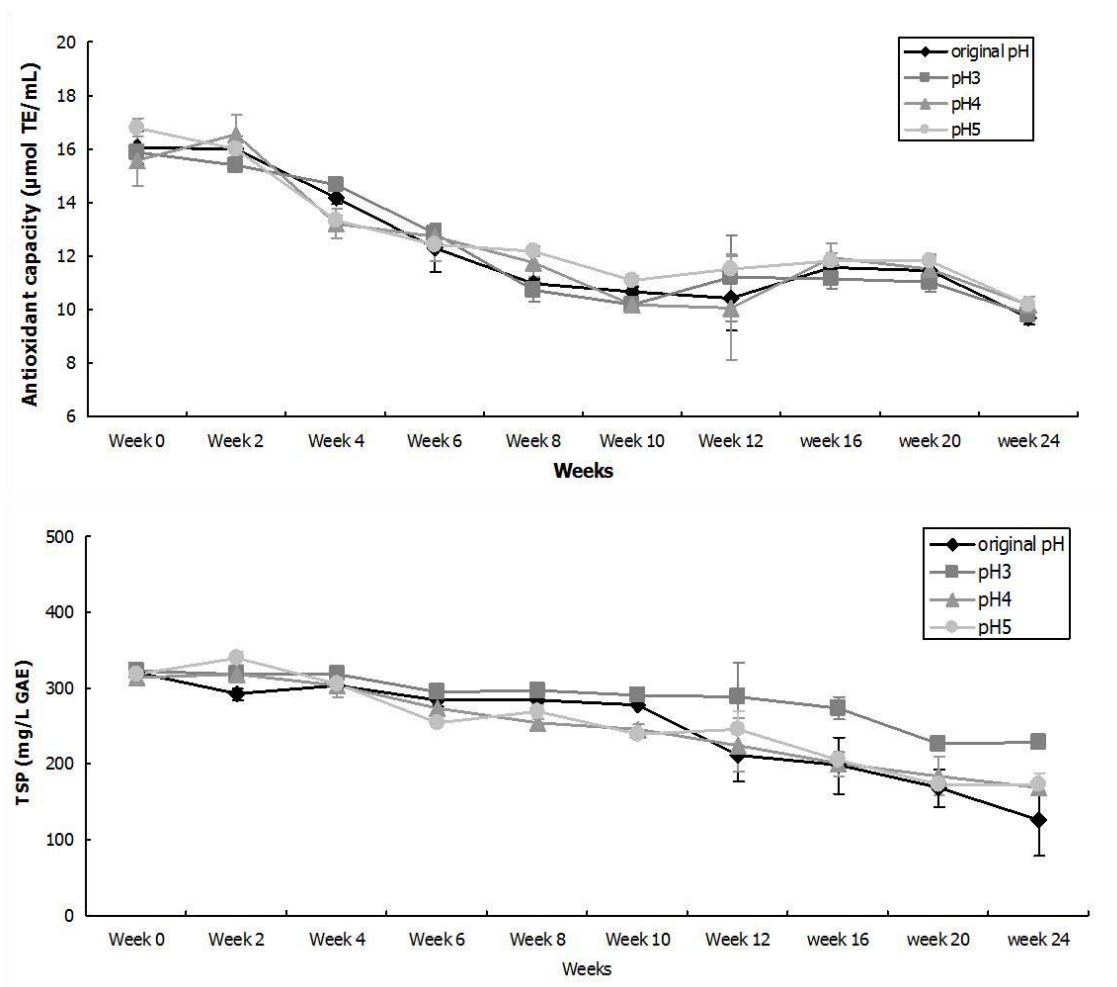 Antioxidant capacity (µmol TE/mL)
20
18
16
14
12
10
8
6
original pH
pH3
pH4
pH5
Week 0 Week 2 Week 4 Week 6 Week 8 Week 10 Week 12 week 16 week 20 week 24
Weeks
TSP (mg/L GAE)
500
400
300
200
100
0
original pH
pH3
pH4
pH5
Week 0 Week 2 Week 4 Week 6 Week 8 Week 10 Week 12 week 16 week 20 week 24
Weeks